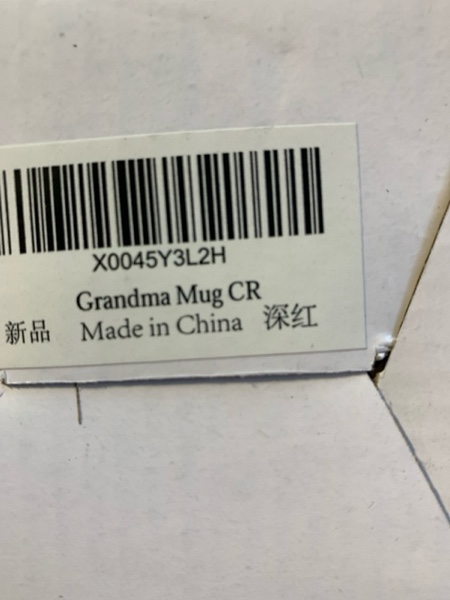 X0045Y3L2H
Grandma Mug CR
新品 Made in China 深红